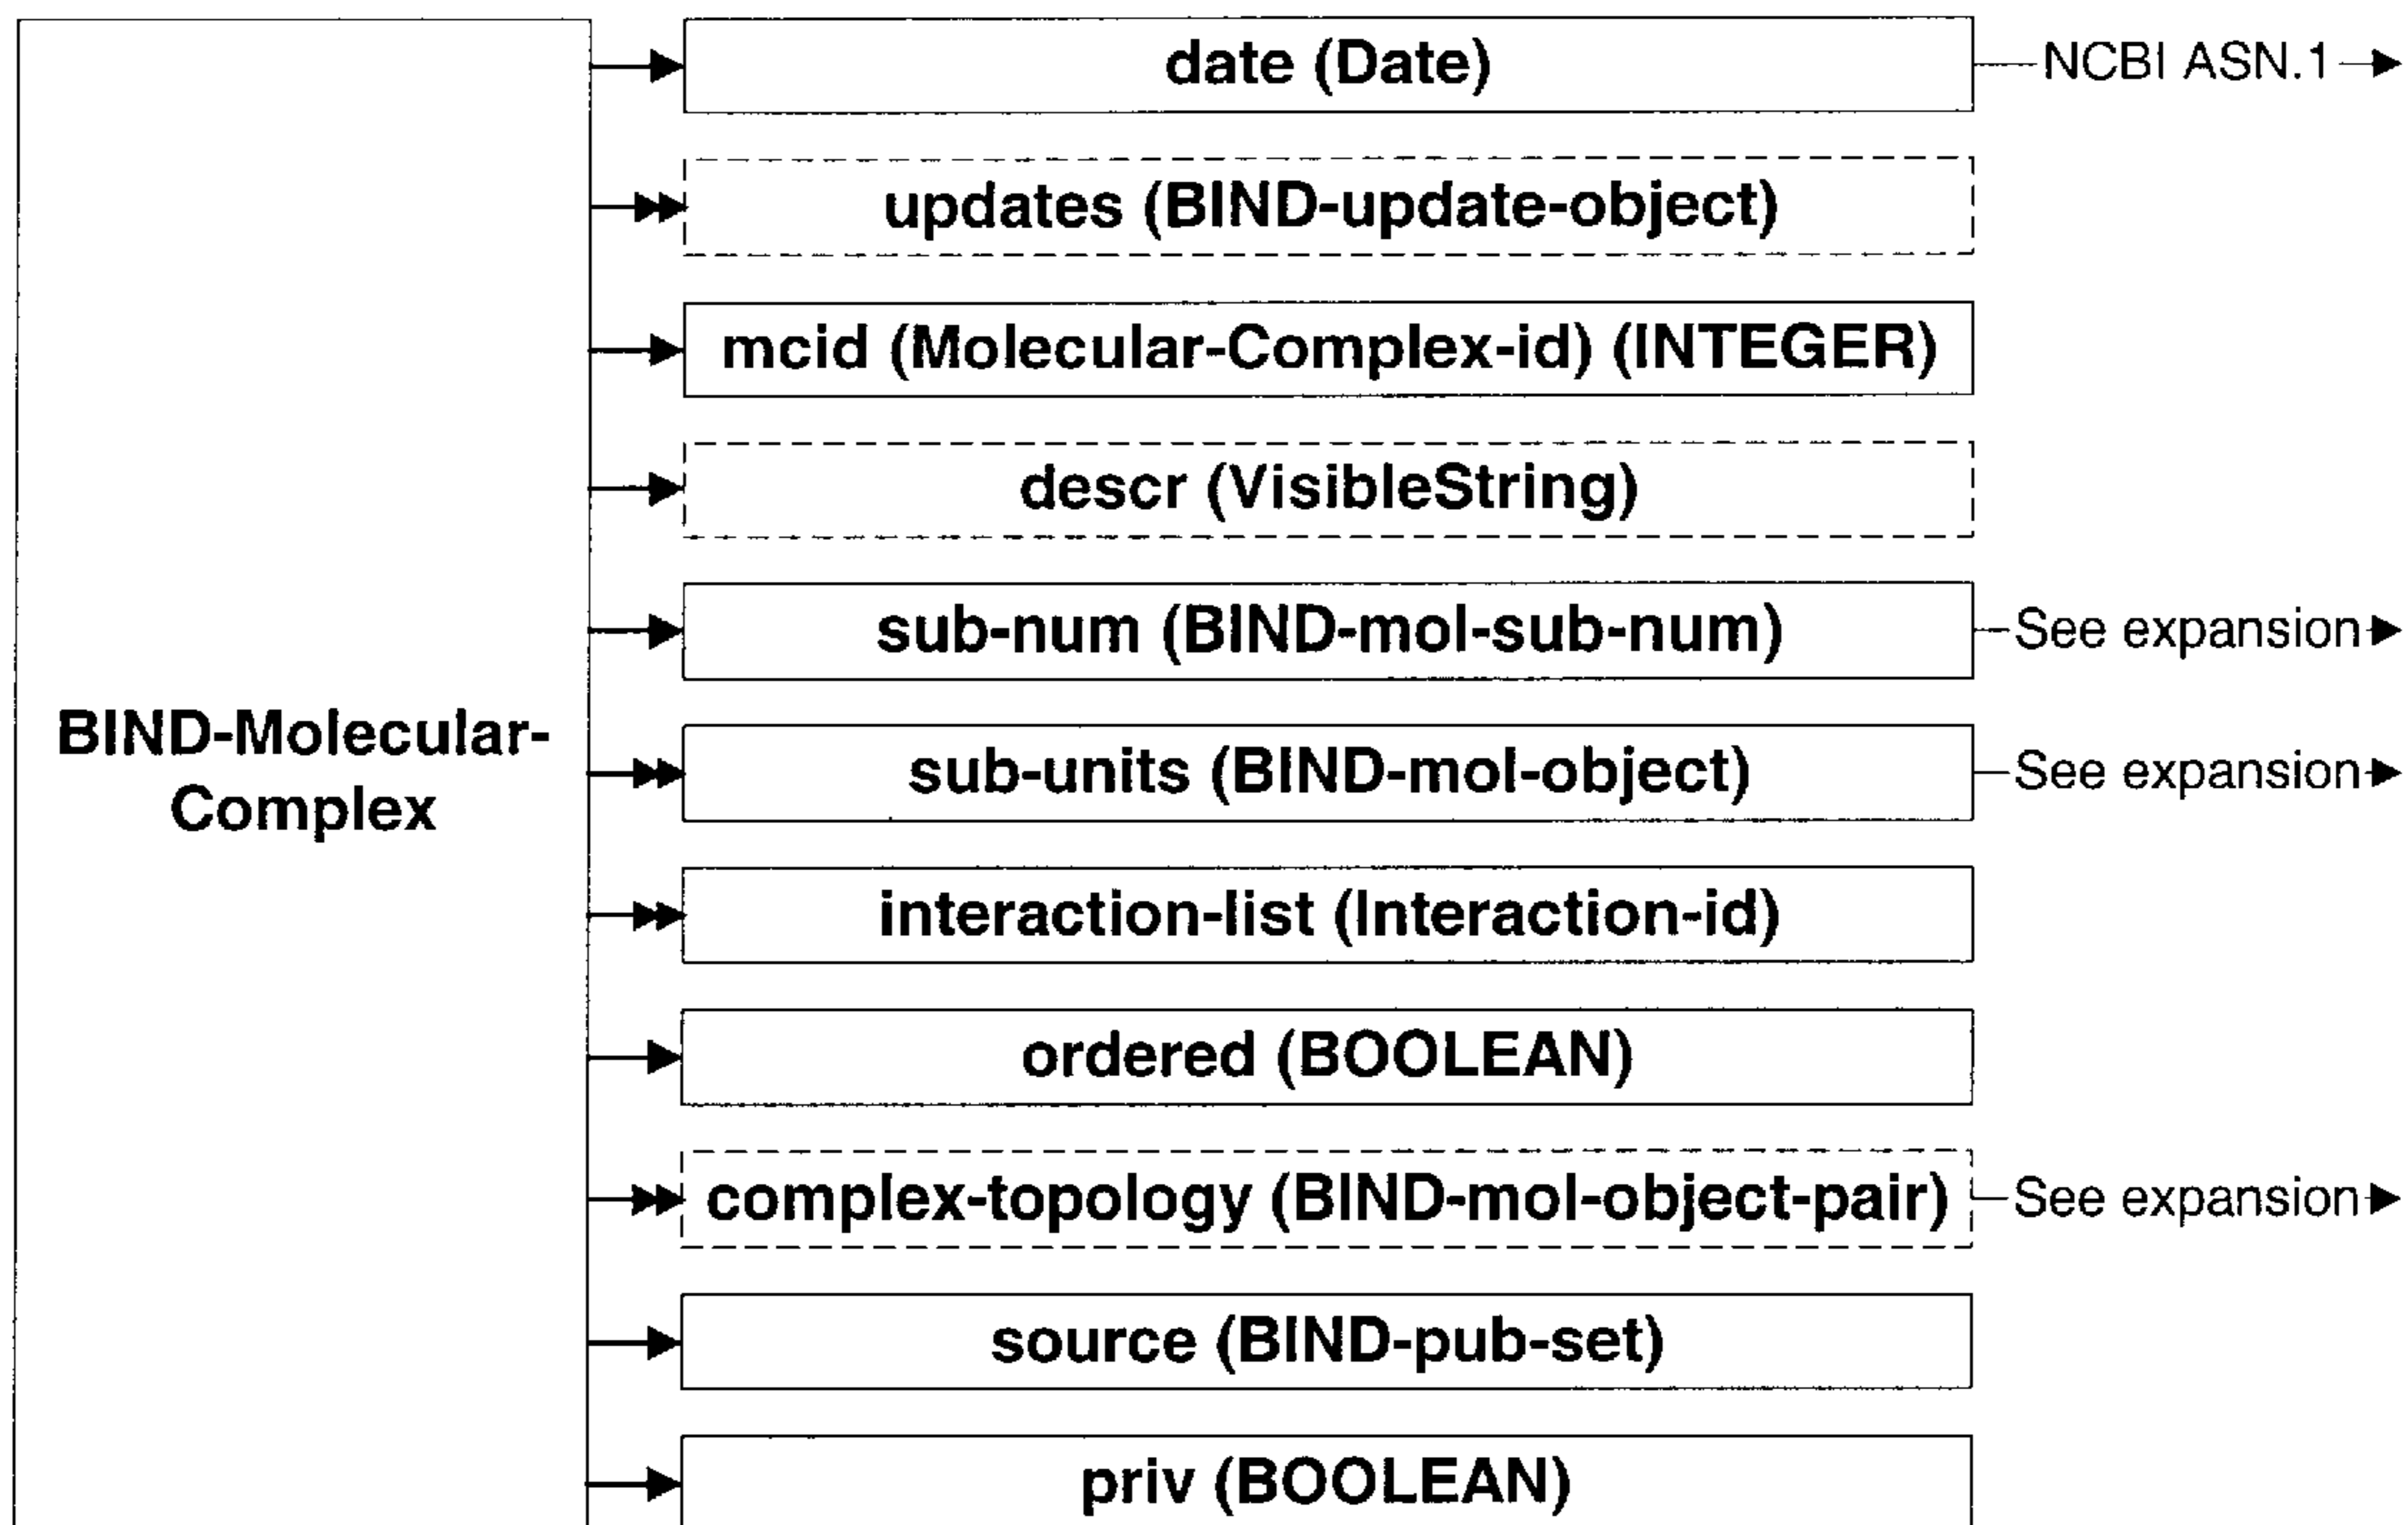 date (Date)
NCBI ASN.1
updates (BIND-update-object)
mcid (Molecular-Complex-id) (INTEGER)
descr (VisibleString)
sub-num (BIND-mol-sub-num)
See expansion
BIND-Molecular-
Complex
sub-units (BIND-mol-object)
See expansion
interaction-list (Interaction-id)
ordered (BOOLEAN)
complex-topology (BIND-mol-object-pair)
See expansion
source (BIND-pub-set)
priv (BOOLEAN)